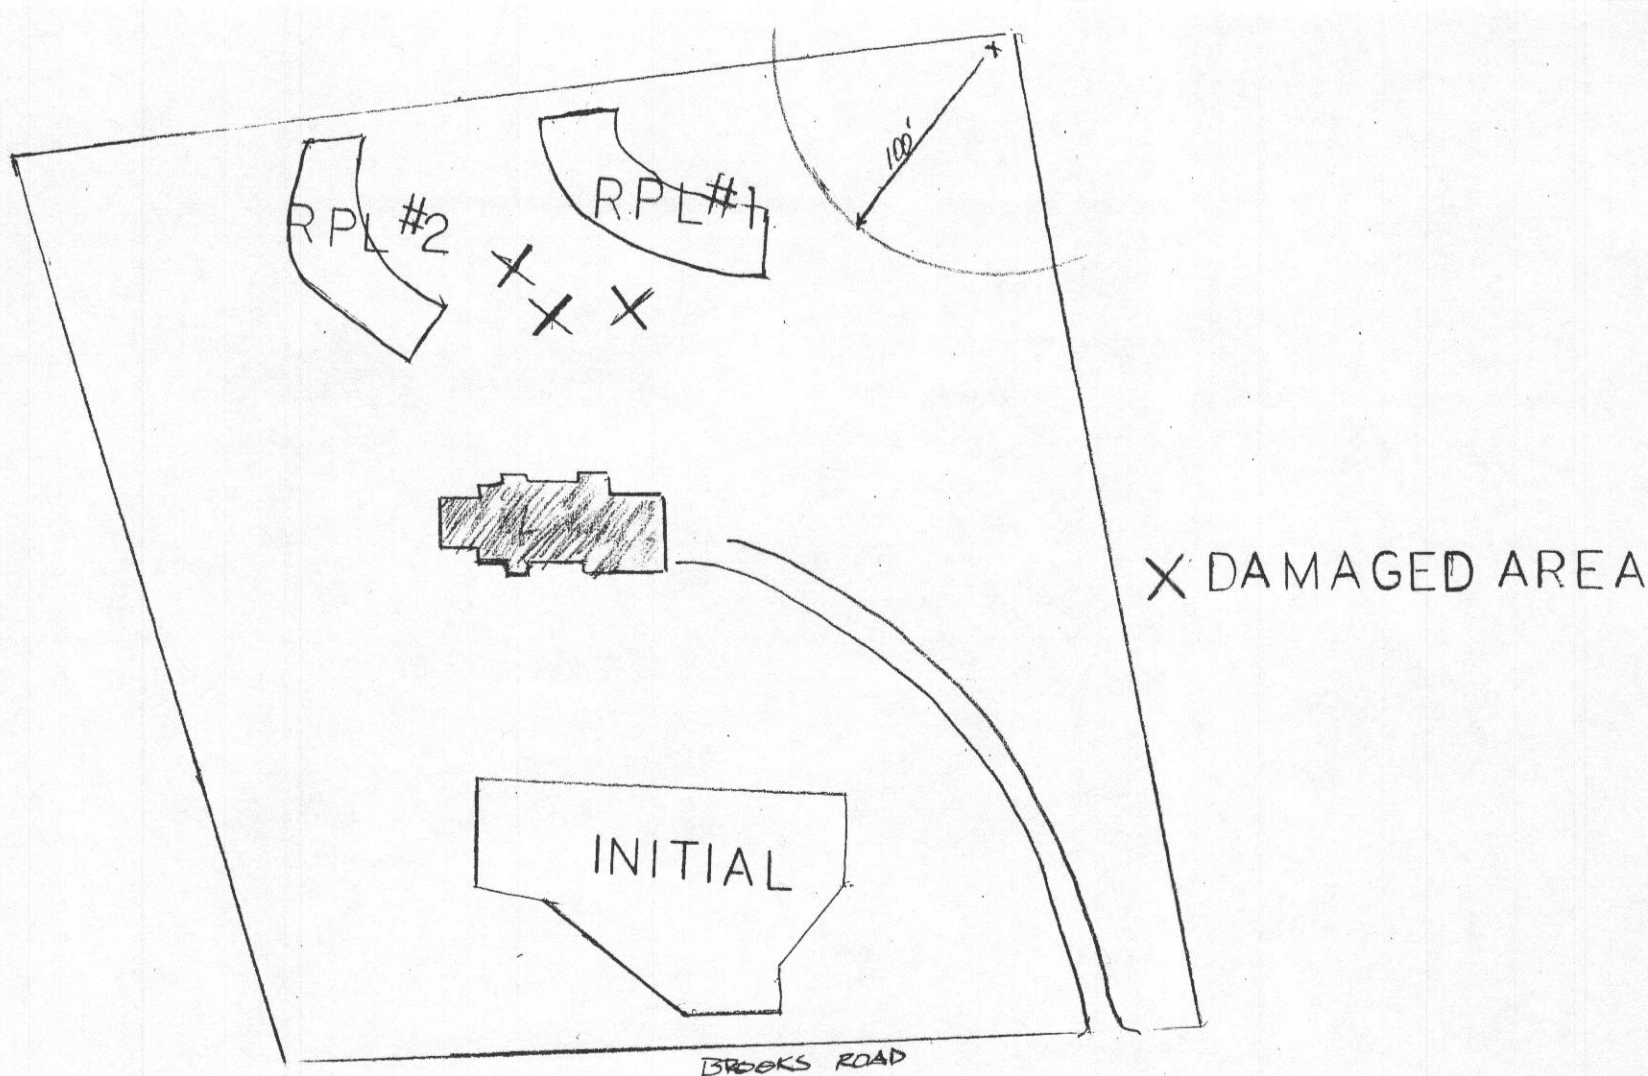 100'
RPL #1
RPL #2
X DAMAGED AREA
INITIAL
BROOKS ROAD